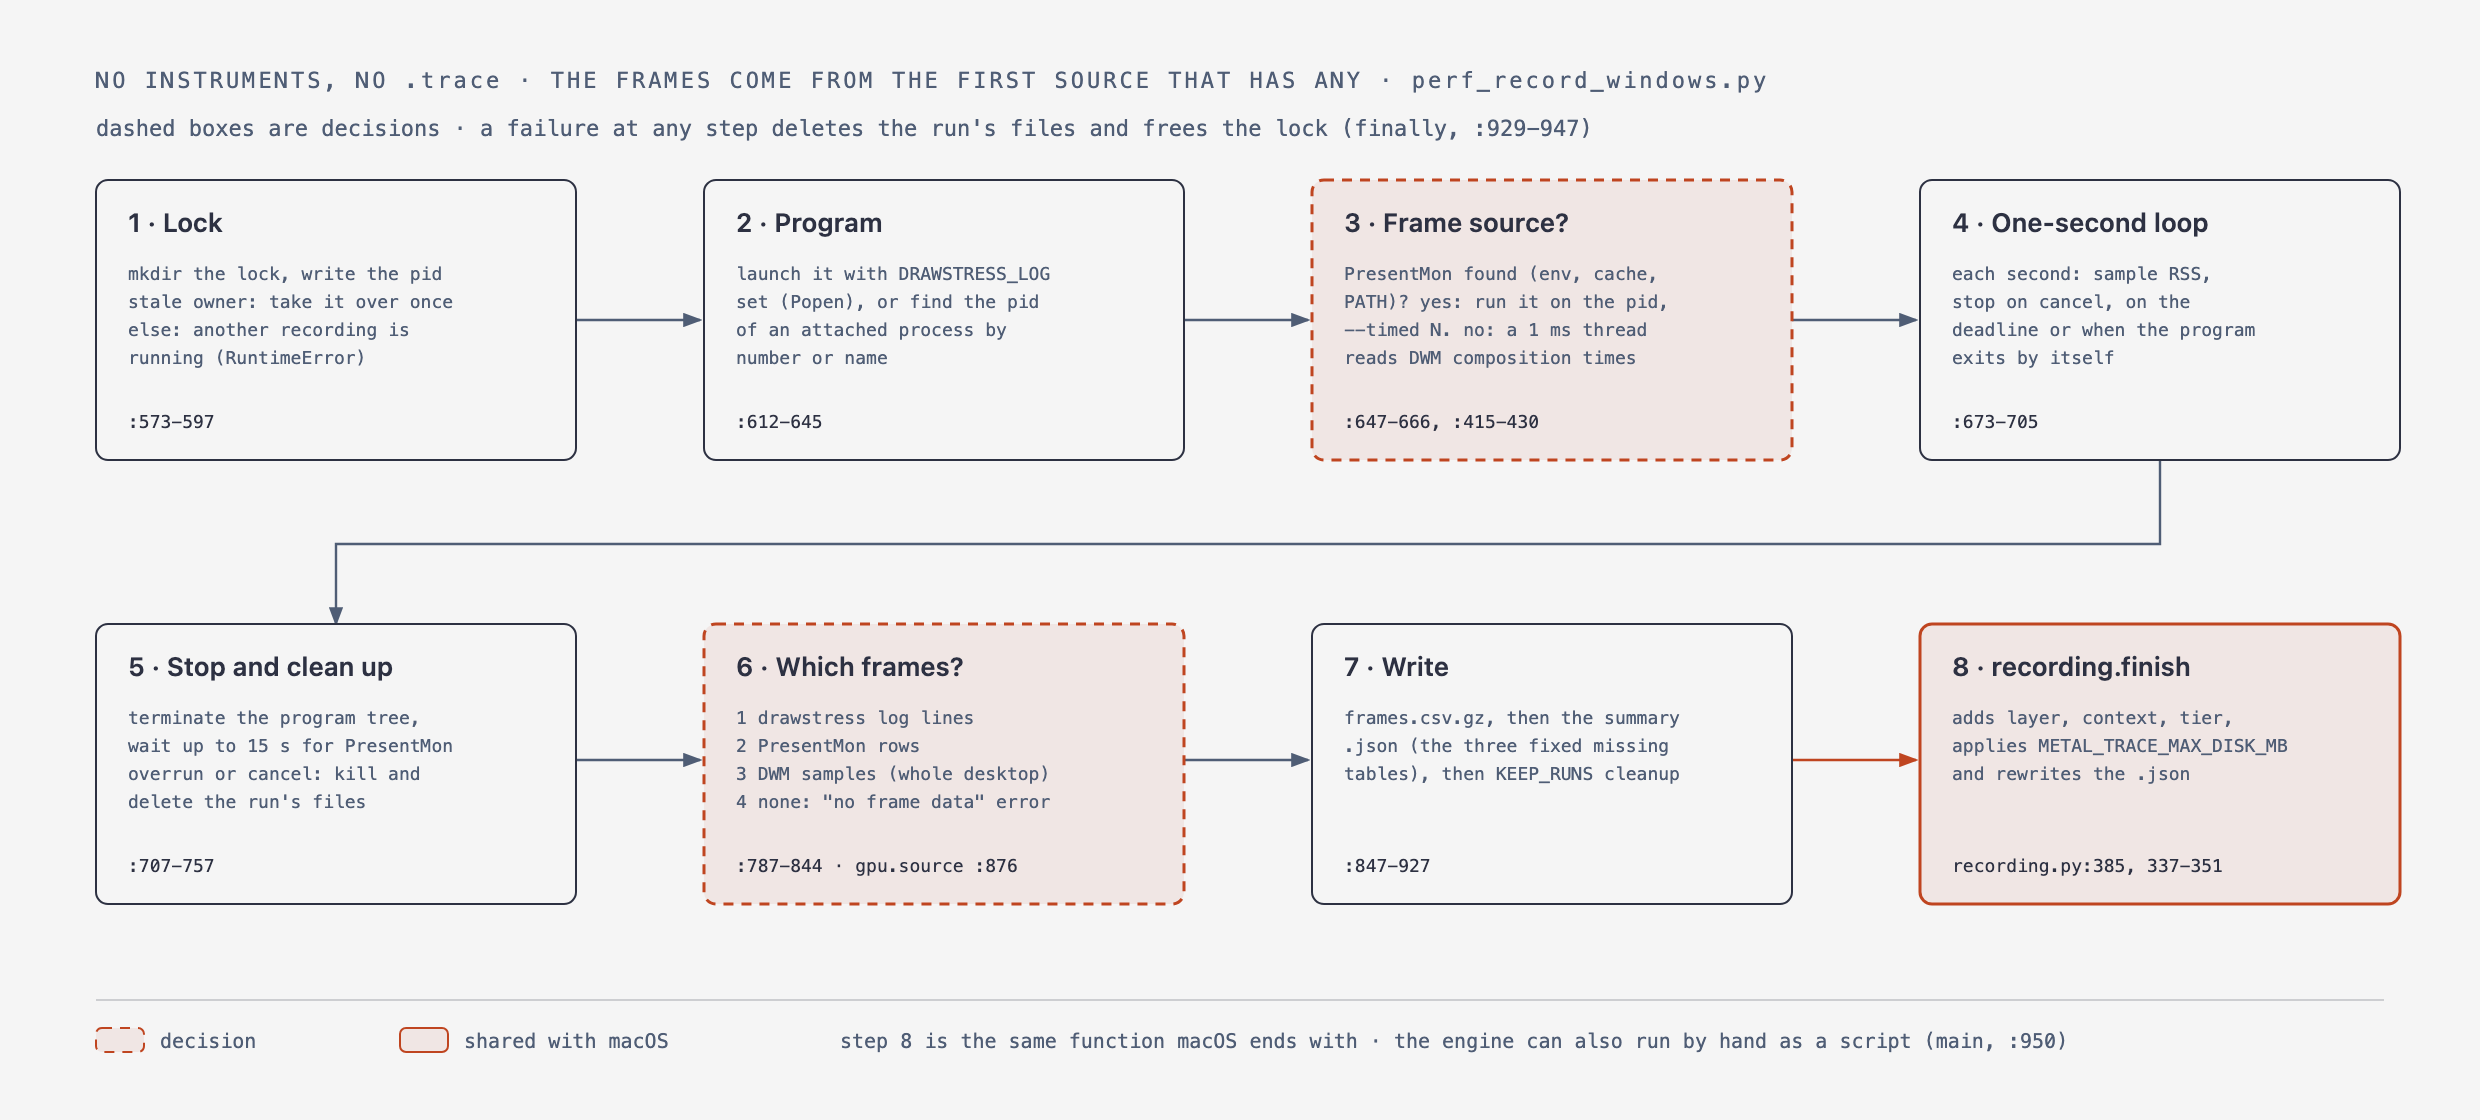 NO INSTRUMENTS, NO .trace · THE FRAMES COME FROM THE FIRST SOURCE THAT HAS ANY · perf_record_windows.py
dashed boxes are decisions · a failure at any step deletes the run's files and frees the lock (finally, :929–947)
1 · Lock
mkdir the lock, write the pid
stale owner: take it over once
else: another recording is
running (RuntimeError)
:573–597
2 · Program
launch it with DRAWSTRESS_LOG
set (Popen), or find the pid
of an attached process by
number or name
:612–645
3 · Frame source?
PresentMon found (env, cache,
PATH)? yes: run it on the pid,
--timed N. no: a 1 ms thread
reads DWM composition times
:647–666, :415–430
4 · One-second loop
each second: sample RSS,
stop on cancel, on the
deadline or when the program
exits by itself
:673–705
5 · Stop and clean up
terminate the program tree,
wait up to 15 s for PresentMon
overrun or cancel: kill and
delete the run's files
:707–757
6 · Which frames?
1 drawstress log lines
2 PresentMon rows
3 DWM samples (whole desktop)
4 none: "no frame data" error
:787–844 · gpu.source :876
7 · Write
frames.csv.gz, then the summary
.json (the three fixed missing
tables), then KEEP_RUNS cleanup
:847–927
8 · recording.finish
adds layer, context, tier,
applies METAL_TRACE_MAX_DISK_MB
and rewrites the .json
recording.py:385, 337–351
decision
shared with macOS
step 8 is the same function macOS ends with · the engine can also run by hand as a script (main, :950)